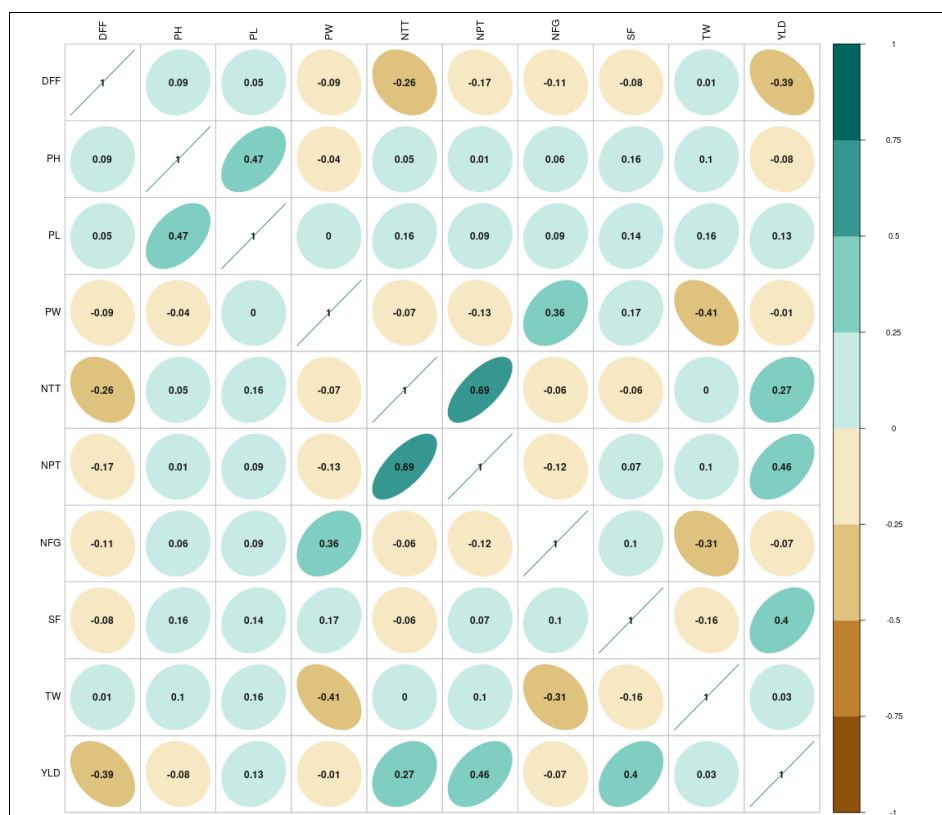 DFF PH PL PW NTT NPT NFG SF TW YLD
DFF 1 0.09 0.05 -0.09 -0.26 -0.17 -0.11 -0.08 0.01 -0.39
PH 0.09 1 0.47 -0.04 0.05 0.01 0.06 0.16 0.1 -0.08
PL 0.05 0.47 1 0 0.16 0.09 0.09 0.14 0.16 0.13
PW -0.09 -0.04 0 1 -0.07 -0.13 0.36 0.17 -0.41 -0.01
NTT -0.26 0.05 0.16 -0.07 1 0.69 -0.06 -0.06 0 0.27
NPT -0.17 0.01 0.09 -0.13 0.69 1 -0.12 0.07 0.1 0.46
NFG -0.11 0.06 0.09 0.36 -0.06 -0.12 1 0.1 -0.31 -0.07
SF -0.08 0.16 0.14 0.17 -0.06 0.07 0.1 1 -0.16 0.4
TW 0.01 0.1 0.16 -0.41 0 0.1 -0.31 -0.16 1 0.03
YLD -0.39 -0.08 0.13 -0.01 0.27 0.46 -0.07 0.4 0.03 1
1
0.75
0.5
0.25
0
-0.25
-0.5
-0.75
-1